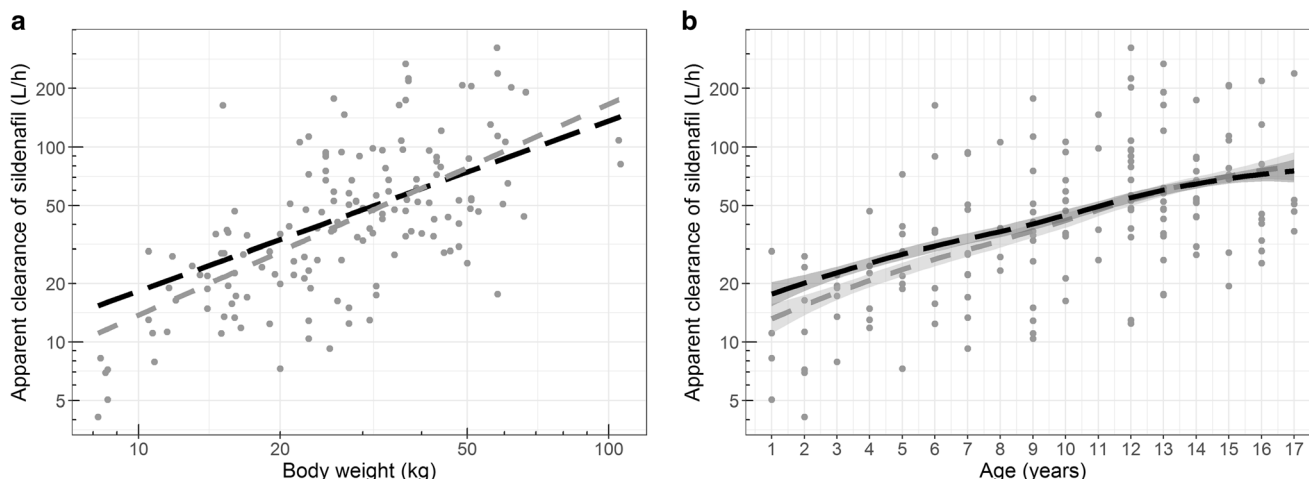 a
Apparent clearance of sildenafil (L/h)
200
100
50
20
10
5
10 20 50 100
Body weight (kg)
b
Apparent clearance of sildenafil (L/h)
200
100
50
20
10
5
1 2 3 4 5 6 7 8 9 10 11 12 13 14 15 16 17
Age (years)